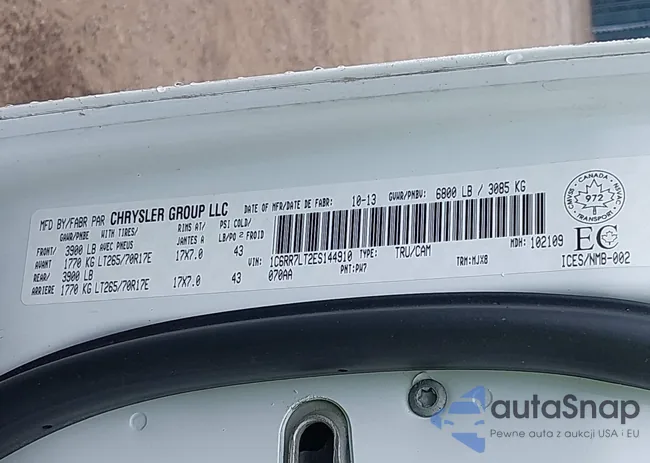 MFD BY/FABR PAR CHRYSLER GROUP LLC DATE OF MFR/DATE DE FABR: 10-13 GVWR/PNBV: 6800 LB / 3085 KG
GAWR/PNBE WITH TIRES/ RIMS AT/ PSI COLD/
3900 LB AVEC PNEUS JANTES A LB/PO² FROID
FRONT/
AVANT 1770 KG LT265/70R17E 17X7.0 43
REAR/ 3900 LB
ARRIERE 1770 KG LT265/70R17E 17X7.0 43
VIN: 1C6RR7LT2ES144910 TYPE: TRU/CAM MDH: 102109
070AA PNT: PW7 TRM: MJX8
CANADA
CMVSS NSVAC
972
TRANSPORT
EC
ICES/NMB-002
autaSnap
Pewne auta z aukcji USA i EU